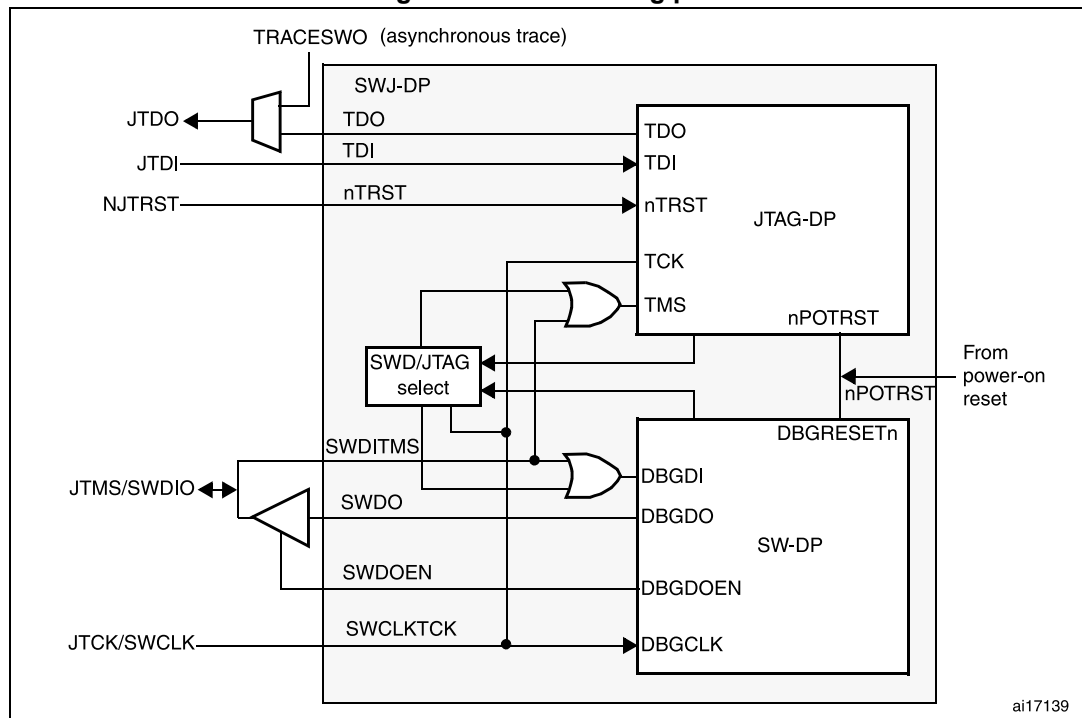 TRACESWO (asynchronous trace)
SWJ-DP
JTDO
TDO
TDO
JTDI
TDI
TDI
NJTRST
nTRST
nTRST
JTAG-DP
TCK
TMS
nPOTRST
SWD/JTAG
select
From
power-on
reset
nPOTRST
DBGRESETn
SWDITMS
DBGDI
JTMS/SWDIO
SWDO
DBGDO
SW-DP
SWDOEN
DBGDOEN
JTCK/SWCLK
SWCLKTCK
DBGCLK
ai17139